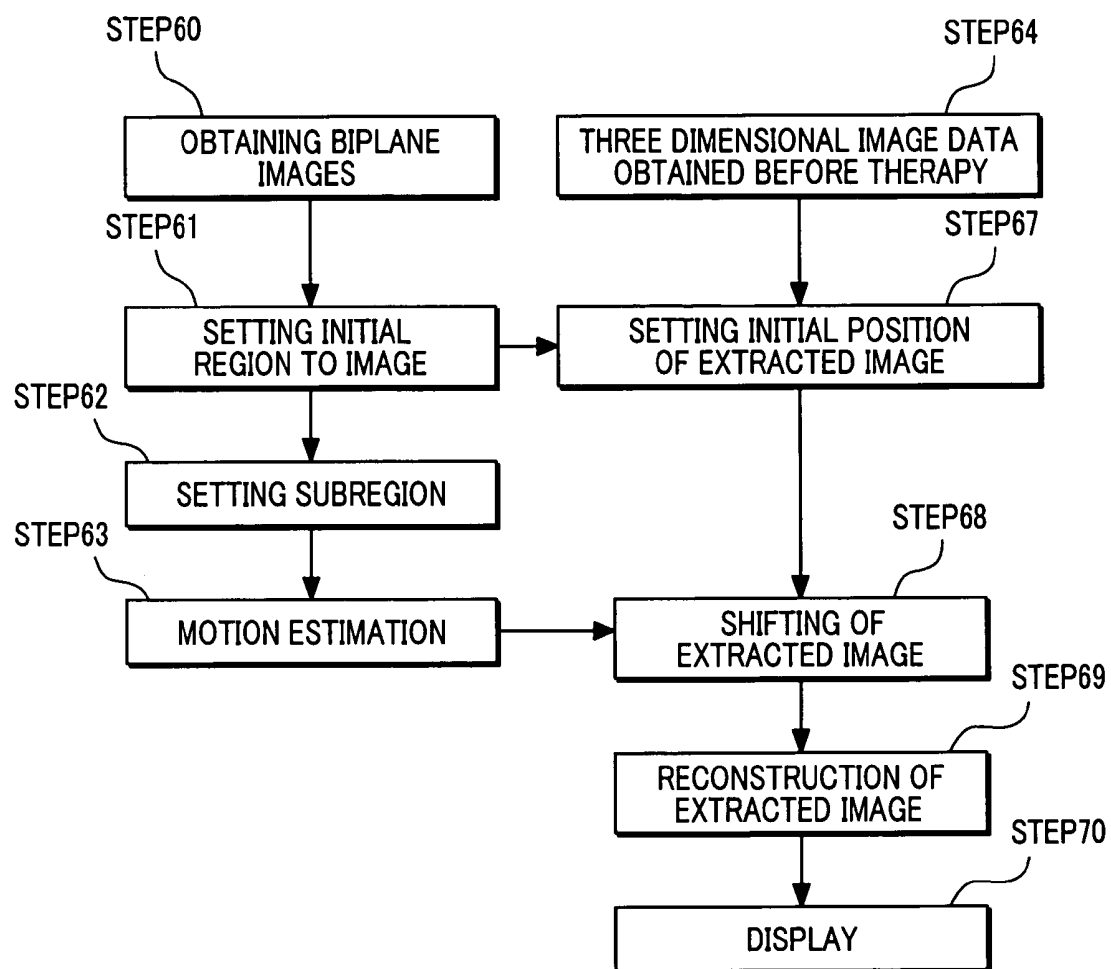 STEP60
STEP64
OBTAINING BIPLANE
IMAGES
THREE DIMENSIONAL IMAGE DATA
OBTAINED BEFORE THERAPY
STEP61
STEP67
SETTING INITIAL
REGION TO IMAGE
SETTING INITIAL POSITION
OF EXTRACTED IMAGE
STEP62
SETTING SUBREGION
STEP63
STEP68
MOTION ESTIMATION
SHIFTING OF
EXTRACTED IMAGE
STEP69
RECONSTRUCTION OF
EXTRACTED IMAGE
STEP70
DISPLAY